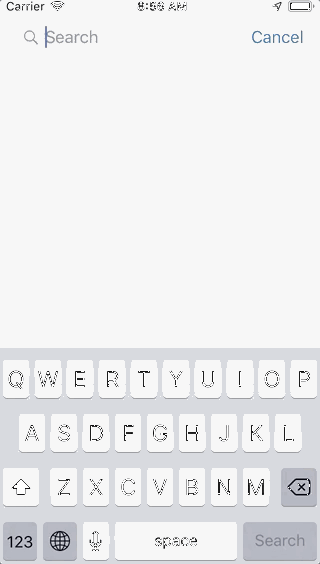 Carrier 8:56 AM
Search Cancel
Q W E R T Y U I O P
A S D F G H J K L
Z X C V B N M
123 space Search